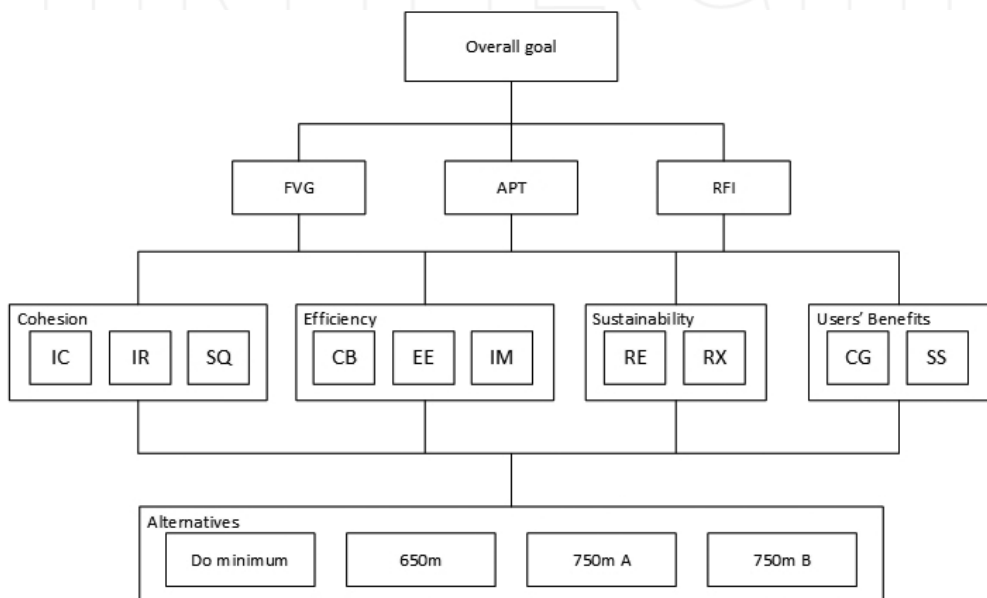 Overall goal
FVG APT RFI
Cohesion Efficiency Sustainability Users' Benefits
IC IR SQ CB EE IM RE RX CG SS
Alternatives
Do minimum 650m 750m A 750m B